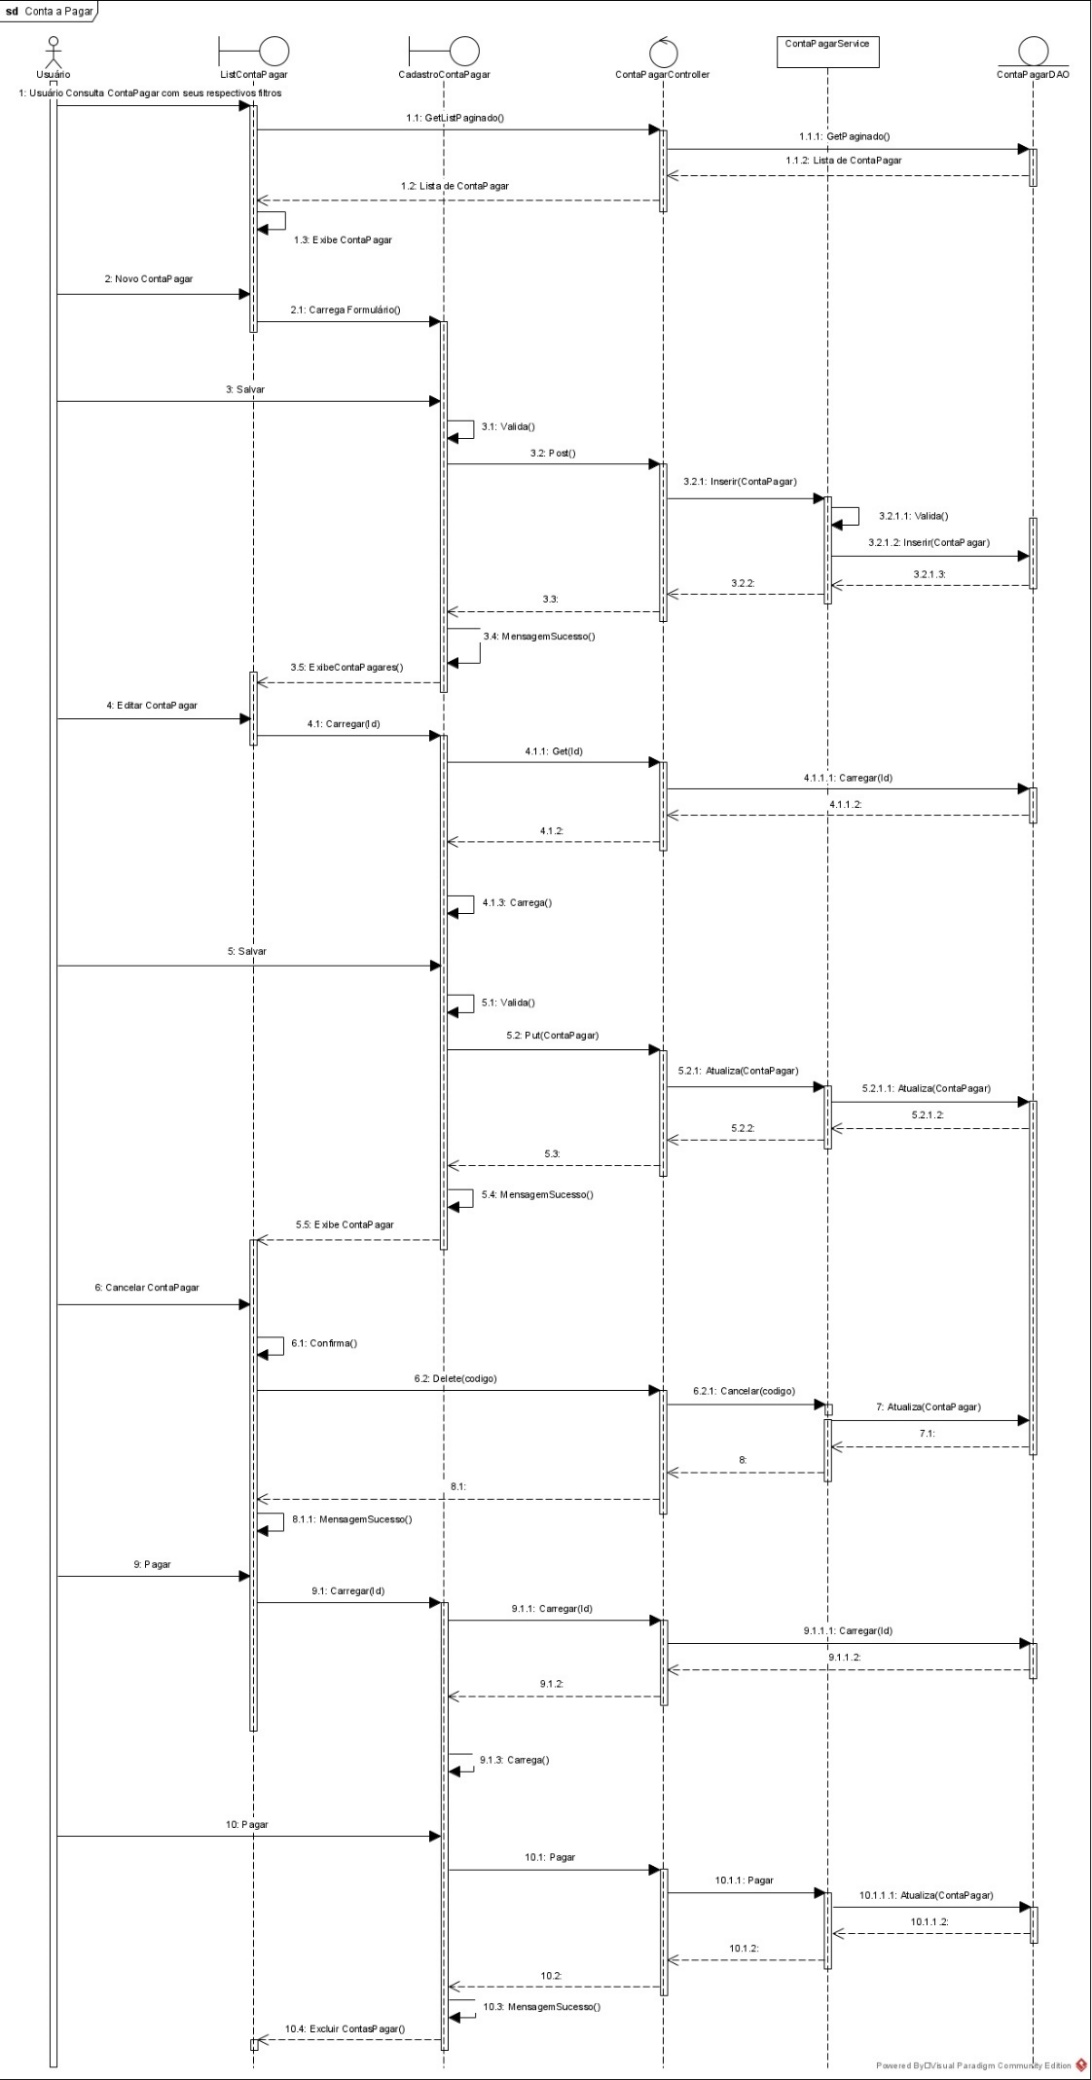 sd Conta a Pagar
Usuário
ListContaPagar
CadastroContaPagar
ContaPagarController
ContaPagarService
ContaPagarDAO
1: Usuário Consulta ContaPagar com seus respectivos filtros
1.1: GetListPaginado()
1.1.1: GetPaginado()
1.1.2: Lista de ContaPagar
1.2: Lista de ContaPagar
1.3: Exibe ContaPagar
2: Novo ContaPagar
2.1: Carrega Formulário()
3: Salvar
3.1: Valida()
3.2: Post()
3.2.1: Inserir(ContaPagar)
3.2.1.1: Valida()
3.2.1.2: Inserir(ContaPagar)
3.2.1.3:
3.2.2:
3.3:
3.4: MensagemSucesso()
3.5: ExibeContaPagares()
4: Editar ContaPagar
4.1: Carregar(Id)
4.1.1: Get(Id)
4.1.1.1: Carregar(Id)
4.1.1.2:
4.1.2:
4.1.3: Carrega()
5: Salvar
5.1: Valida()
5.2: Put(ContaPagar)
5.2.1: Atualiza(ContaPagar)
5.2.1.1: Atualiza(ContaPagar)
5.2.1.2:
5.2.2:
5.3:
5.4: MensagemSucesso()
5.5: Exibe ContaPagar
6: Cancelar ContaPagar
6.1: Confirma()
6.2: Delete(codigo)
6.2.1: Cancelar(codigo)
7: Atualiza(ContaPagar)
7.1:
8:
8.1:
8.1.1: MensagemSucesso()
9: Pagar
9.1: Carregar(Id)
9.1.1: Carregar(Id)
9.1.1.1: Carregar(Id)
9.1.1.2:
9.1.2:
9.1.3: Carrega()
10: Pagar
10.1: Pagar
10.1.1: Pagar
10.1.1.1: Atualiza(ContaPagar)
10.1.1.2:
10.1.2:
10.2:
10.3: MensagemSucesso()
10.4: Excluir ContasPagar()
Powered By Visual Paradigm Community Edition